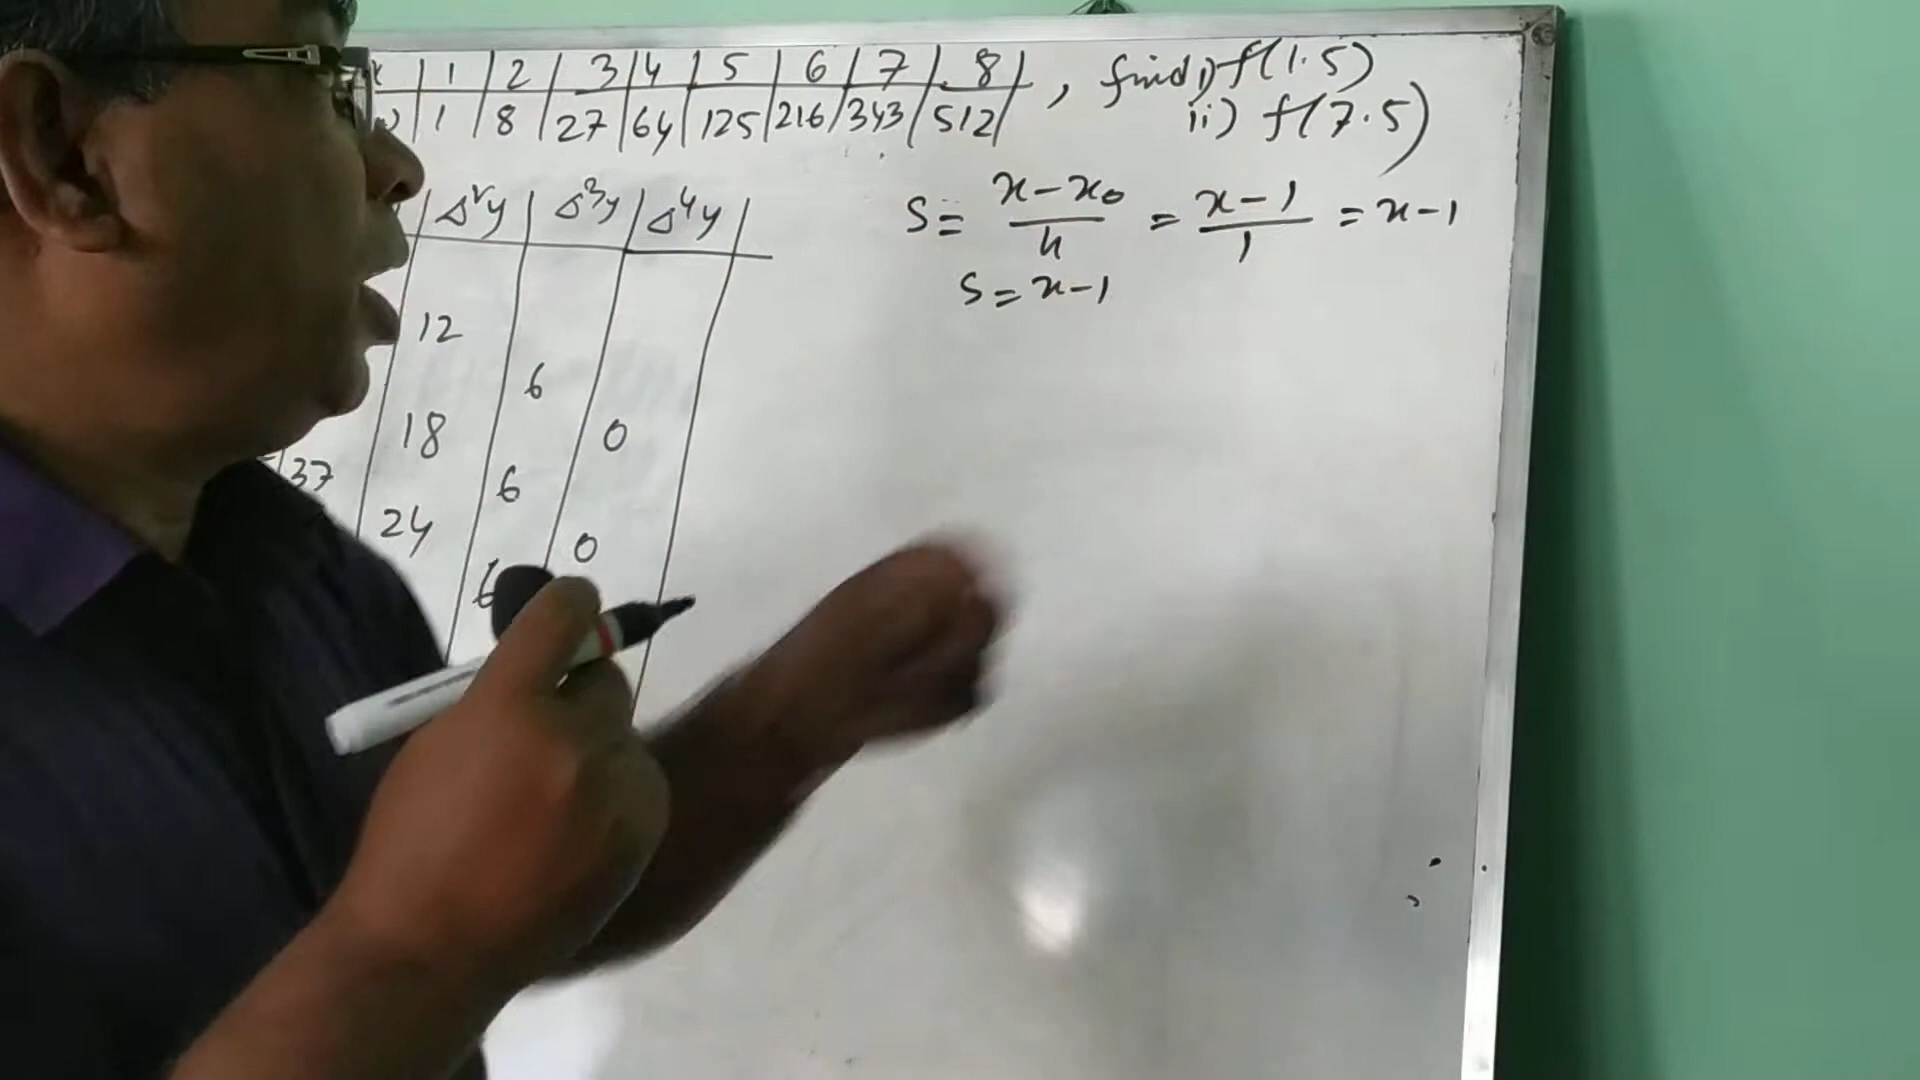 x | 1 | 2 | 3 | 4 | 5 | 6 | 7 | 8 | , find i) f(1.5)
) | 1 | 8 | 27 | 64 | 125 | 216 | 343 | 512 | ii) f(7.5)
Δ²y | Δ³y | Δ⁴y
S = x-x₀/h = x-1/1 = x-1
S = x-1
12
6
18 0
37 6
24 0
6